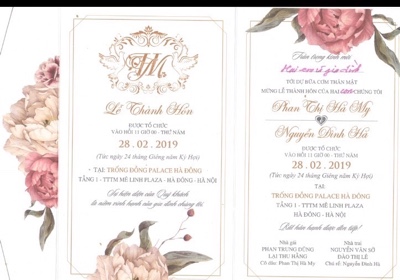 HM
Lễ Thành Hôn
ĐƯỢC TỔ CHỨC
VÀO HỒI 11 GIỜ 00 - THỨ NĂM
28 . 02 . 2019
(Tức ngày 24 tháng Giêng năm Kỷ Hợi)
• TẠI: TRỐNG ĐỒNG PALACE HÀ ĐÔNG
TẦNG 1 - TTTM MÊ LINH PLAZA - HÀ ĐÔNG - HÀ NỘI
Sự hiện diện của Quý khách
là niềm vinh hạnh của gia đình chúng tôi
Trân trọng kính mời
TỚI DỰ BỮA CƠM THÂN MẬT
MỪNG LỄ THÀNH HÔN CỦA HAI CON CHÚNG TÔI
Phan Thị Hà My
Nguyễn Đình Hà
ĐƯỢC TỔ CHỨC
VÀO HỒI 11 GIỜ 00 - THỨ NĂM
28 . 02 . 2019
(Tức ngày 24 tháng Giêng năm Kỷ Hợi)
TẠI: TRỐNG ĐỒNG PALACE HÀ ĐÔNG
TẦNG 1 - TTTM MÊ LINH PLAZA - HÀ ĐÔNG - HÀ NỘI
Rất hân hạnh được đón tiếp!
Nhà gái
PHAN TRUNG DŨNG
LẠI THU HẰNG
Cô dâu: Phan Thị Hà My
Nhà trai
NGUYỄN VĂN SỞ
ĐÀO THỊ LÊ
Chú rể: Nguyễn Đình Hà